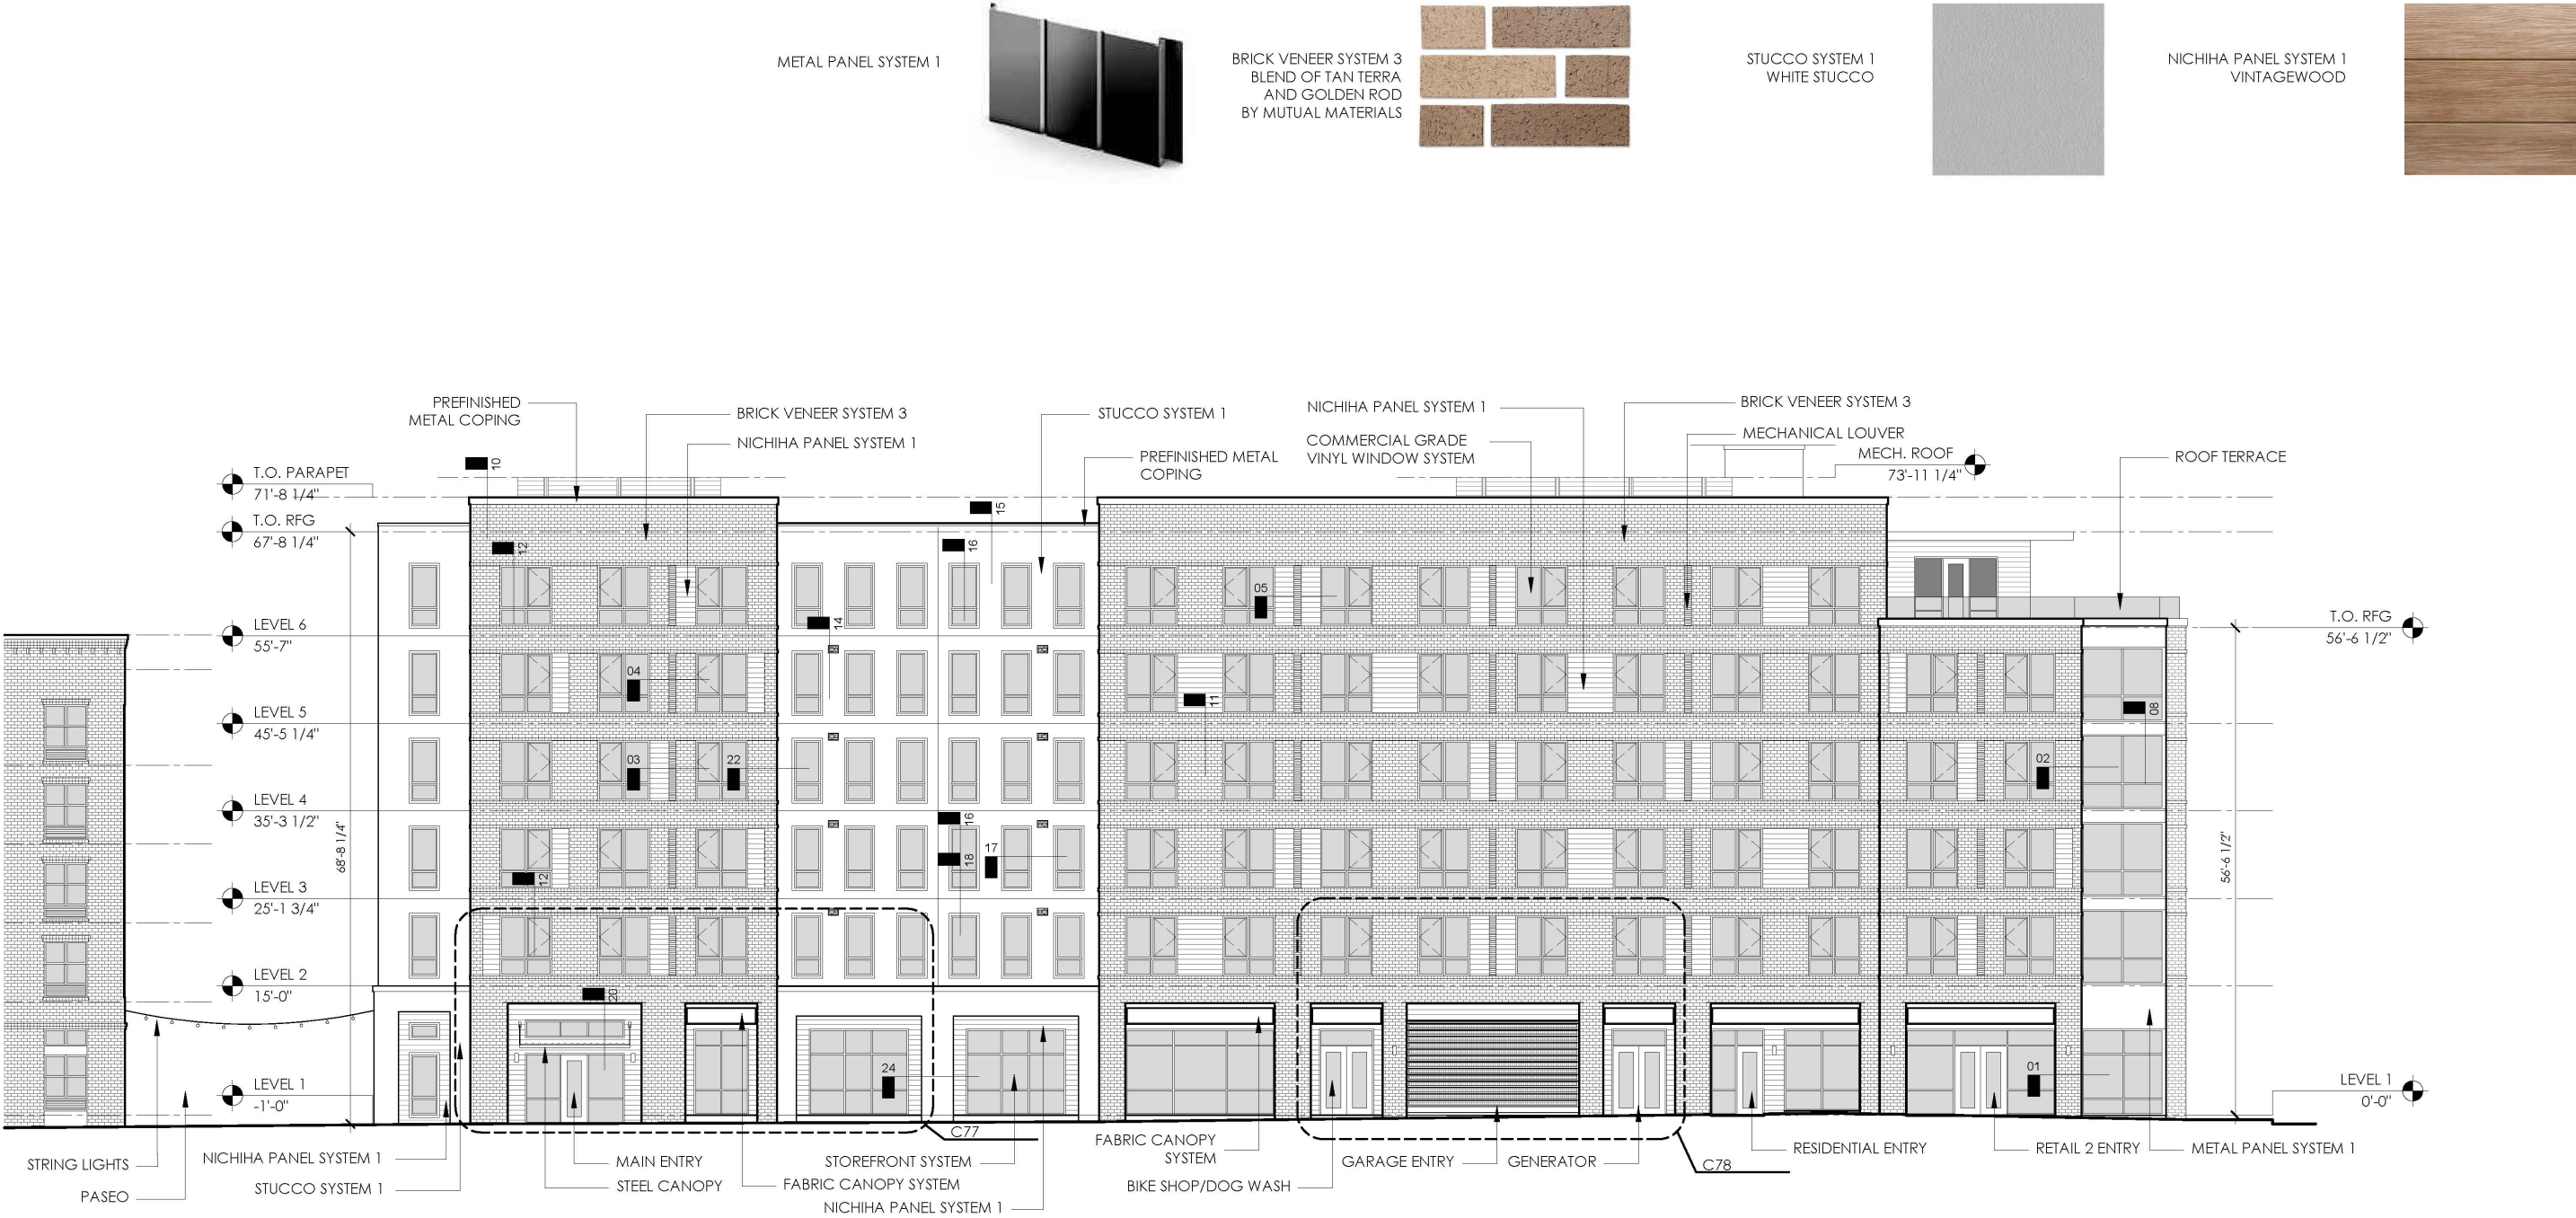 METAL PANEL SYSTEM 1
BRICK VENEER SYSTEM 3
BLEND OF TAN TERRA
AND GOLDEN ROD
BY MUTUAL MATERIALS
STUCCO SYSTEM 1
WHITE STUCCO
NICHIHA PANEL SYSTEM 1
VINTAGEWOOD
PREFINISHED
METAL COPING
BRICK VENEER SYSTEM 3
NICHIHA PANEL SYSTEM 1
STUCCO SYSTEM 1
PREFINISHED METAL
COPING
NICHIHA PANEL SYSTEM 1
COMMERCIAL GRADE
VINYL WINDOW SYSTEM
BRICK VENEER SYSTEM 3
MECHANICAL LOUVER
MECH. ROOF
73'-11 1/4"
ROOF TERRACE
T.O. PARAPET
71'-8 1/4"
T.O. RFG
67'-8 1/4"
LEVEL 6
55'-7"
LEVEL 5
45'-5 1/4"
LEVEL 4
35'-3 1/2"
LEVEL 3
25'-1 3/4"
LEVEL 2
15'-0"
LEVEL 1
-1'-0"
68'-8 1/4"
10
12
15
16
14
05
04
11
08
03
22
02
16
18
17
12
20
24
01
T.O. RFG
56'-6 1/2"
56'-6 1/2"
LEVEL 1
0'-0"
C77
C78
STRING LIGHTS
PASEO
NICHIHA PANEL SYSTEM 1
STUCCO SYSTEM 1
MAIN ENTRY
STEEL CANOPY
STOREFRONT SYSTEM
FABRIC CANOPY SYSTEM
NICHIHA PANEL SYSTEM 1
FABRIC CANOPY
SYSTEM
BIKE SHOP/DOG WASH
GARAGE ENTRY
GENERATOR
RESIDENTIAL ENTRY
RETAIL 2 ENTRY
METAL PANEL SYSTEM 1